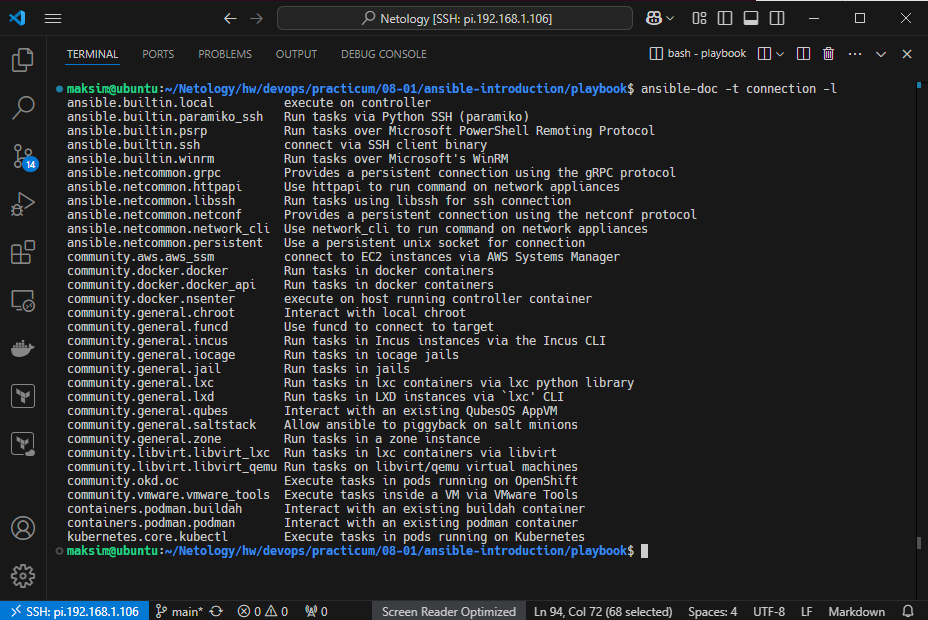 Netology [SSH: pi.192.168.1.106]
TERMINAL PORTS PROBLEMS OUTPUT DEBUG CONSOLE bash - playbook
maksim@ubuntu:~/Netology/hw/devops/practicum/08-01/ansible-introduction/playbook$ ansible-doc -t connection -l
ansible.builtin.local execute on controller
ansible.builtin.paramiko_ssh Run tasks via Python SSH (paramiko)
ansible.builtin.psrp Run tasks over Microsoft PowerShell Remoting Protocol
ansible.builtin.ssh connect via SSH client binary
ansible.builtin.winrm Run tasks over Microsoft's WinRM
ansible.netcommon.grpc Provides a persistent connection using the gRPC protocol
ansible.netcommon.httpapi Use httpapi to run command on network appliances
ansible.netcommon.libssh Run tasks using libssh for ssh connection
ansible.netcommon.netconf Provides a persistent connection using the netconf protocol
ansible.netcommon.network_cli Use network_cli to run command on network appliances
ansible.netcommon.persistent Use a persistent unix socket for connection
community.aws.aws_ssm connect to EC2 instances via AWS Systems Manager
community.docker.docker Run tasks in docker containers
community.docker.docker_api Run tasks in docker containers
community.docker.nsenter execute on host running controller container
community.general.chroot Interact with local chroot
community.general.funcd Use funcd to connect to target
community.general.incus Run tasks in Incus instances via the Incus CLI
community.general.iocage Run tasks in iocage jails
community.general.jail Run tasks in jails
community.general.lxc Run tasks in lxc containers via lxc python library
community.general.lxd Run tasks in LXD instances via `lxc' CLI
community.general.qubes Interact with an existing QubesOS AppVM
community.general.saltstack Allow ansible to piggyback on salt minions
community.general.zone Run tasks in a zone instance
community.libvirt.libvirt_lxc Run tasks in lxc containers via libvirt
community.libvirt.libvirt_qemu Run tasks on libvirt/qemu virtual machines
community.okd.oc Execute tasks in pods running on OpenShift
community.vmware.vmware_tools Execute tasks inside a VM via VMware Tools
containers.podman.buildah Interact with an existing buildah container
containers.podman.podman Interact with an existing podman container
kubernetes.core.kubectl Execute tasks in pods running on Kubernetes
maksim@ubuntu:~/Netology/hw/devops/practicum/08-01/ansible-introduction/playbook$
14
SSH: pi.192.168.1.106 main* 0 0 0 Screen Reader Optimized Ln 94, Col 72 (68 selected) Spaces: 4 UTF-8 LF Markdown